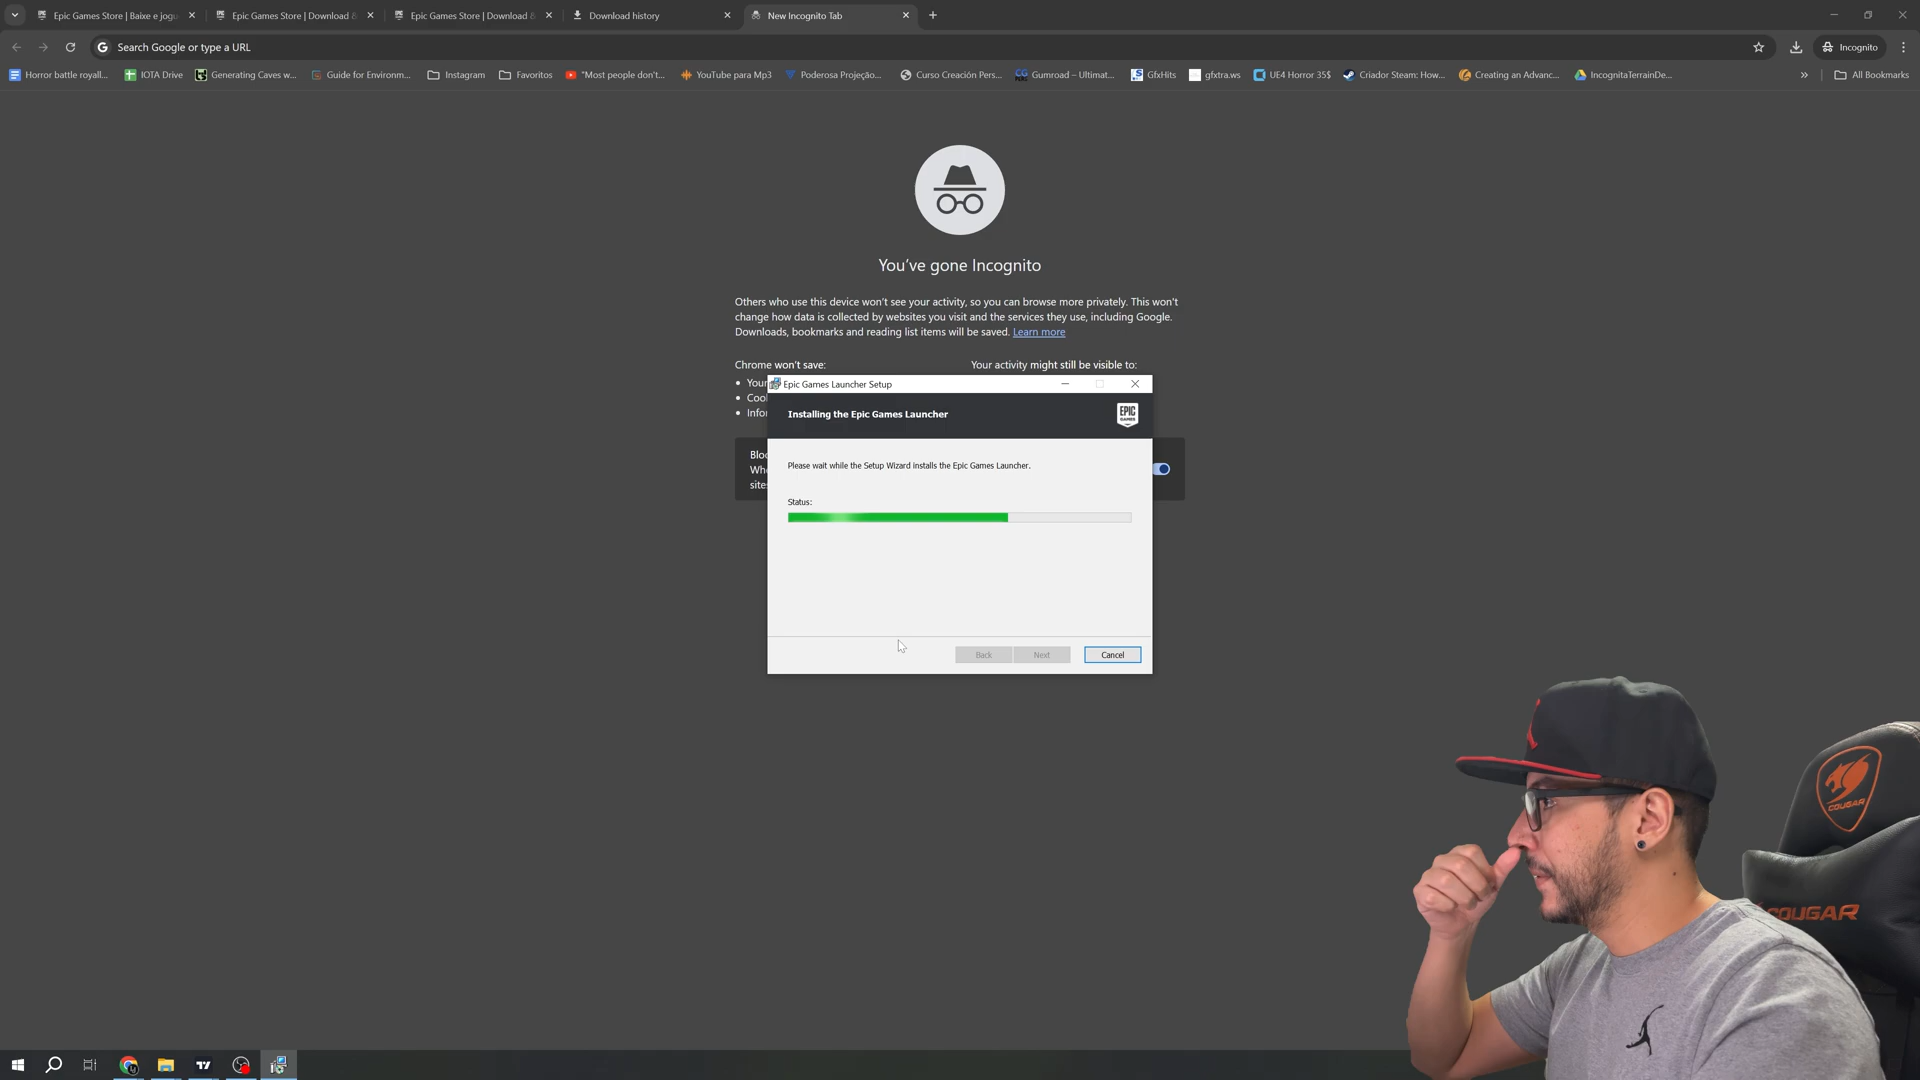 Epic Games Store | Baixe e jogu
Epic Games Store | Download &
Epic Games Store | Download &
Download history
New Incognito Tab
Search Google or type a URL
Incognito
Horror battle royall...
IOTA Drive
Generating Caves w...
Guide for Environm...
Instagram
Favoritos
"Most people don't...
YouTube para Mp3
Poderosa Projeção...
Curso Creación Pers...
Gumroad – Ultimat...
GfxHits
gfxtra.ws
UE4 Horror 35$
Criador Steam: How...
Creating an Advanc...
IncognitaTerrainDe...
All Bookmarks
You've gone Incognito
Others who use this device won't see your activity, so you can browse more privately. This won't
change how data is collected by websites you visit and the services they use, including Google.
Downloads, bookmarks and reading list items will be saved. Learn more
Chrome won't save:
Your activity might still be visible to:
• Your
• Coo
• Infor
Bloc
Whe
sites
Epic Games Launcher Setup
Installing the Epic Games Launcher
EPIC
GAMES
Please wait while the Setup Wizard installs the Epic Games Launcher.
Status:
Back
Next
Cancel
COUGAR
COUGAR